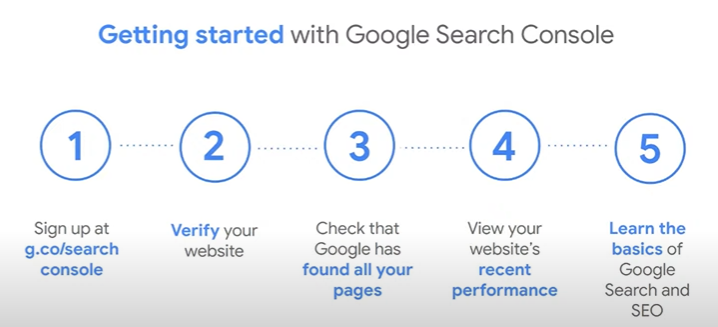 Getting started with Google Search Console
1
2
3
4
5
Sign up at
g.co/search
console
Verify your
website
Check that
Google has
found all your
pages
View your
website's
recent
performance
Learn the
basics of
Google
Search and
SEO